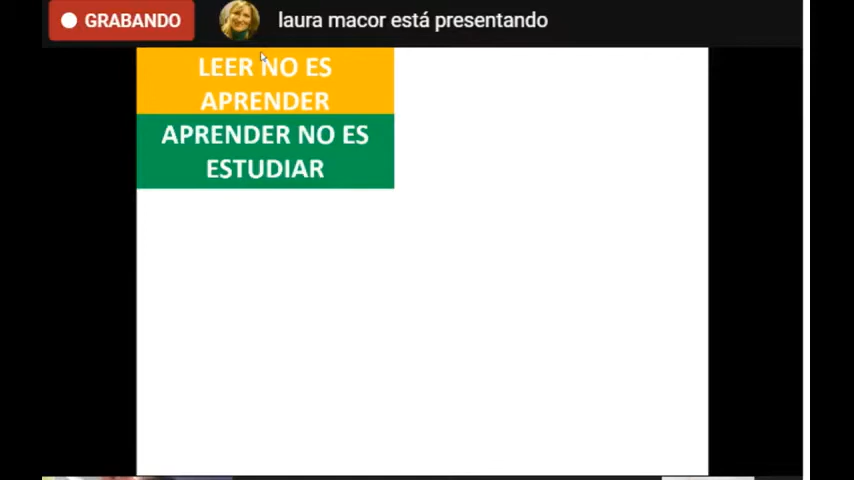 GRABANDO
laura macor está presentando
LEER NO ES
APRENDER
APRENDER NO ES
ESTUDIAR